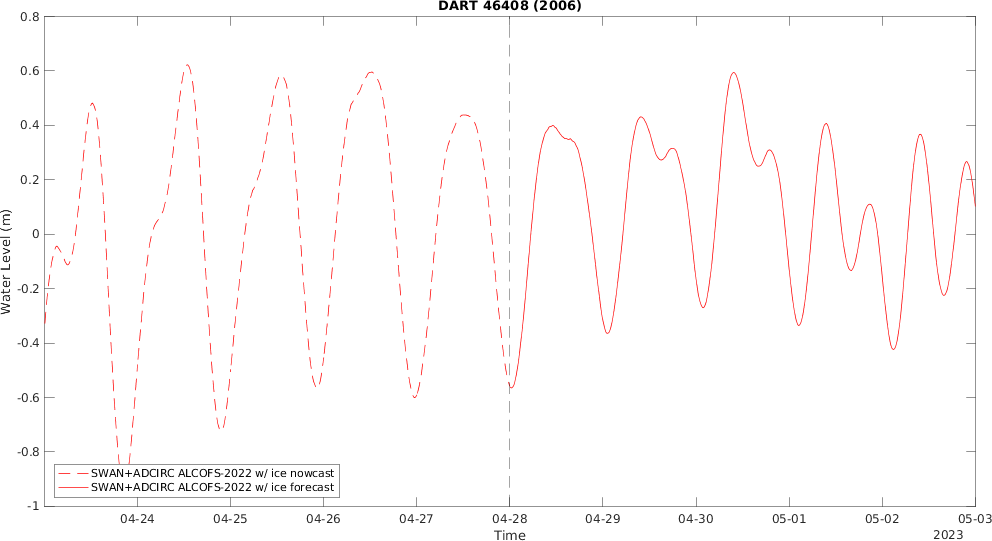 DART 46408 (2006)
0.8
0.6
0.4
0.2
0
-0.2
-0.4
-0.6
-0.8
-1
Water Level (m)
SWAN+ADCIRC ALCOFS-2022 w/ ice nowcast
SWAN+ADCIRC ALCOFS-2022 w/ ice forecast
04-24 04-25 04-26 04-27 04-28 04-29 04-30 05-01 05-02 05-03
Time
2023